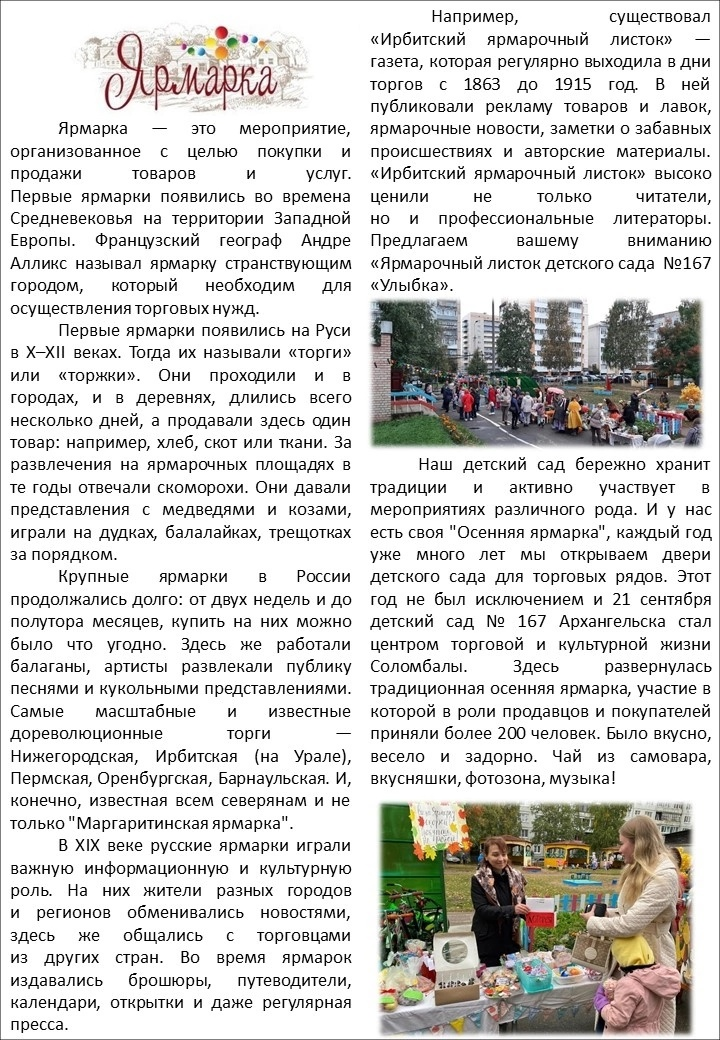 Ярмарка
Ярмарка — это мероприятие,
организованное с целью покупки и
продажи товаров и услуг.
Первые ярмарки появились во времена
Средневековья на территории Западной
Европы. Французский географ Андре
Алликс называл ярмарку странствующим
городом, который необходим для
осуществления торговых нужд.
Первые ярмарки появились на Руси
в X–XII веках. Тогда их называли «торги»
или «торжки». Они проходили и в
городах, и в деревнях, длились всего
несколько дней, а продавали здесь один
товар: например, хлеб, скот или ткани. За
развлечения на ярмарочных площадях в
те годы отвечали скоморохи. Они давали
представления с медведями и козами,
играли на дудках, балалайках, трещотках
за порядком.
Крупные ярмарки в России
продолжались долго: от двух недель и до
полутора месяцев, купить на них можно
было что угодно. Здесь же работали
балаганы, артисты развлекали публику
песнями и кукольными представлениями.
Самые масштабные и известные
дореволюционные торги —
Нижегородская, Ирбитская (на Урале),
Пермская, Оренбургская, Барнаульская. И,
конечно, известная всем северянам и не
только "Маргаритинская ярмарка".
В XIX веке русские ярмарки играли
важную информационную и культурную
роль. На них жители разных городов
и регионов обменивались новостями,
здесь же общались с торговцами
из других стран. Во время ярмарок
издавались брошюры, путеводители,
календари, открытки и даже регулярная
пресса.
Например, существовал
«Ирбитский ярмарочный листок» —
газета, которая регулярно выходила в дни
торгов с 1863 до 1915 год. В ней
публиковали рекламу товаров и лавок,
ярмарочные новости, заметки о забавных
происшествиях и авторские материалы.
«Ирбитский ярмарочный листок» высоко
ценили не только читатели,
но и профессиональные литераторы.
Предлагаем вашему вниманию
«Ярмарочный листок детского сада №167
«Улыбка».
Наш детский сад бережно хранит
традиции и активно участвует в
мероприятиях различного рода. И у нас
есть своя "Осенняя ярмарка", каждый год
уже много лет мы открываем двери
детского сада для торговых рядов. Этот
год не был исключением и 21 сентября
детский сад № 167 Архангельска стал
центром торговой и культурной жизни
Соломбалы. Здесь развернулась
традиционная осенняя ярмарка, участие в
которой в роли продавцов и покупателей
приняли более 200 человек. Было вкусно,
весело и задорно. Чай из самовара,
вкусняшки, фотозона, музыка!